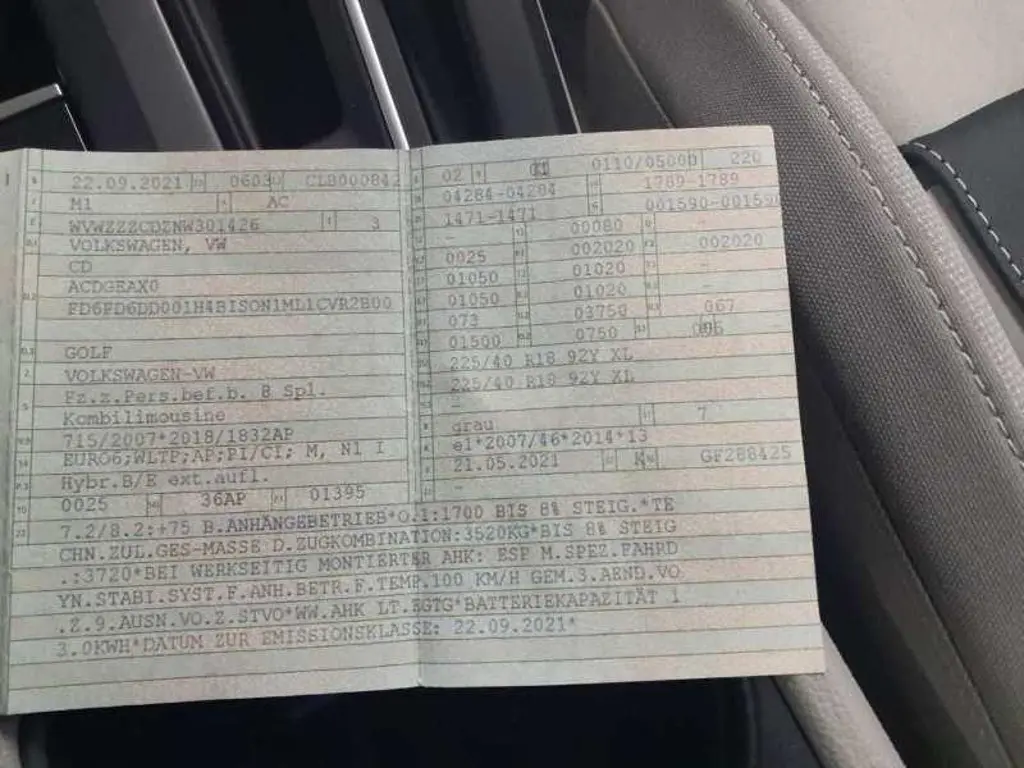 22.09.2021 0603 CLB000842
M1 AC
WVWZZZCDZNW301426 3
VOLKSWAGEN, VW
CD
ACDGEAX0
FD6FD6DD001H4BISON1ML1CVR2B00
GOLF
VOLKSWAGEN-VW
Fz.z.Pers.bef.b. 8 Spl.
Kombilimousine
715/2007*2018/1832AP
EURO6;WLTP;AP;PI/CI; M, N1 I
Hybr.B/E ext.aufl.
0025 36AP 01395
02 0110/05000 220
04284-04284 1789-1789
1471-1471 001590-001590
- 00080 -
0025 002020 002020
01050 01020 -
01050 01020 -
073 03750 067
01500 0750
225/40 R18 92Y XL
225/40 R18 92Y XL
-
grau 7
e1*2007/46*2014*13
21.05.2021 K GF288425
-
7.2/8.2:+75 B.ANHÄNGEBETRIEB*O.1:1700 BIS 8% STEIG.*TE
CHN.ZUL.GES-MASSE D.ZUGKOMBINATION:3520KG*BIS 8% STEIG
.:3720*BEI WERKSEITIG MONTIERTER AHK: ESP M.SPEZ.FAHRD
YN.STABI.SYST.F.ANH.BETR.F.TEMP.100 KM/H GEM.3.AEND.VO
.Z.9.AUSN.VO.Z.STVO*WW.AHK LT.EGTG*BATTERIEKAPAZITÄT 1
3.0KWH*DATUM ZUR EMISSIONSKLASSE: 22.09.2021*